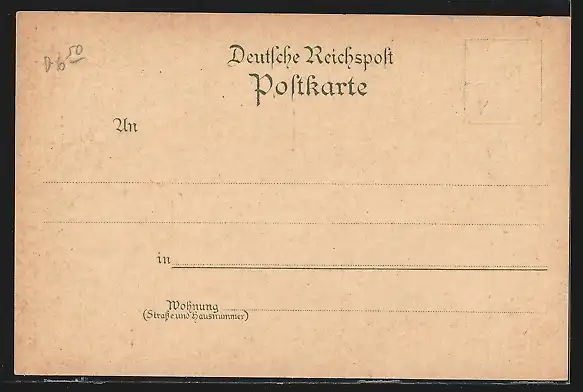 Deutsche Reichspost
Postkarte
An
in
Wohnung
(Straße und Hausnummer)